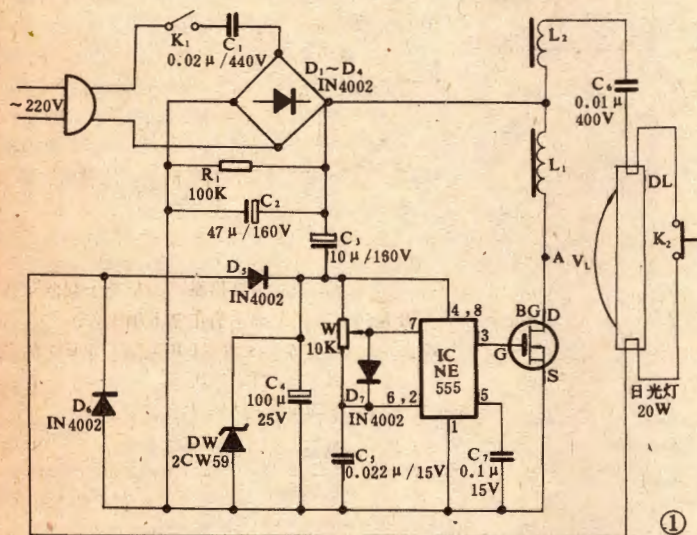 K₁
C₁
0.02μ/440V
~220V
D₁~D₄
IN4002
R₁
100K
C₂
47μ/160V
C₃
10μ/160V
L₂
C₆
0.01μ
400V
L₁
DL
K₂
A
V_L
D₅
IN4002
W
10K
7
4,8
3
IC
NE
555
6,2
5
1
BG
D
G
S
日光灯
20W
D₆
IN4002
C₄
100μ
25V
DW
2CW59
D₇
IN4002
C₅
0.022μ/15V
C₇
0.1μ
15V
①